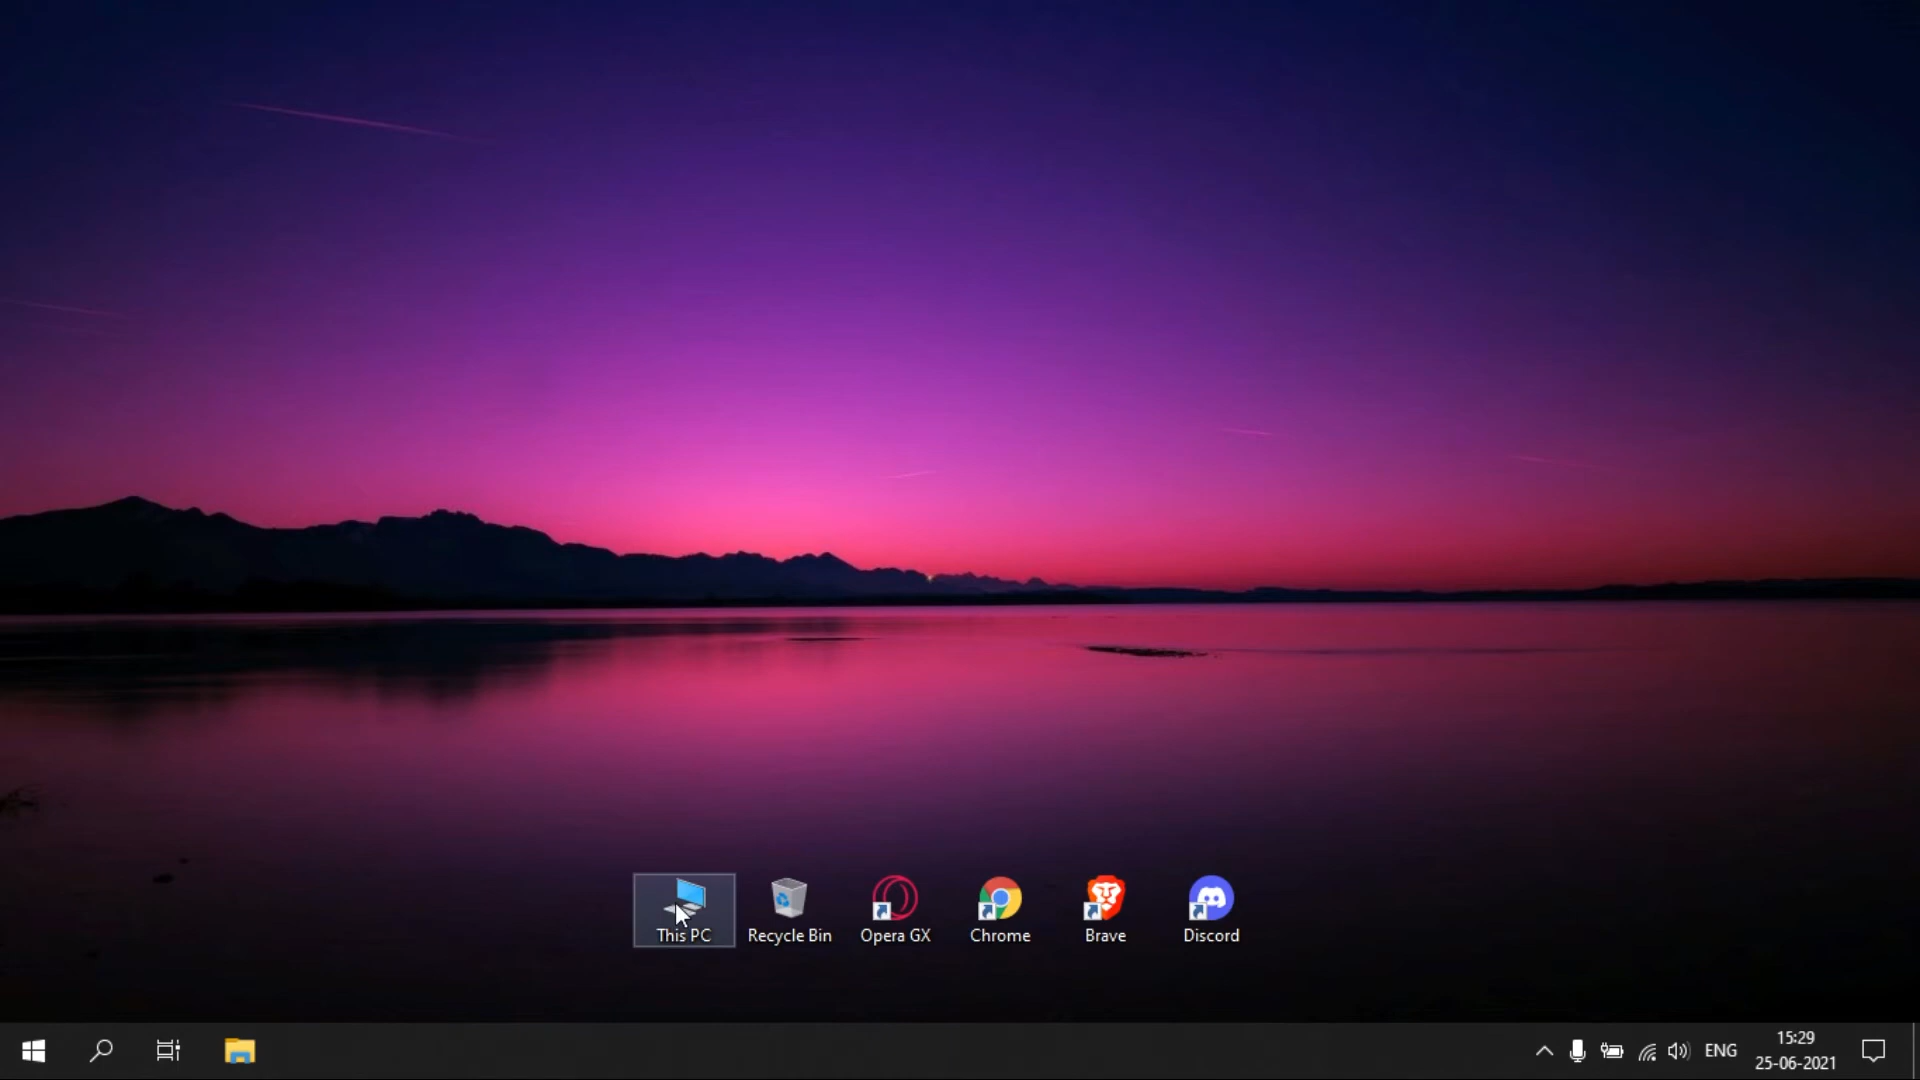 This PC
Recycle Bin
Opera GX
Chrome
Brave
Discord
ENG
15:29
25-06-2021